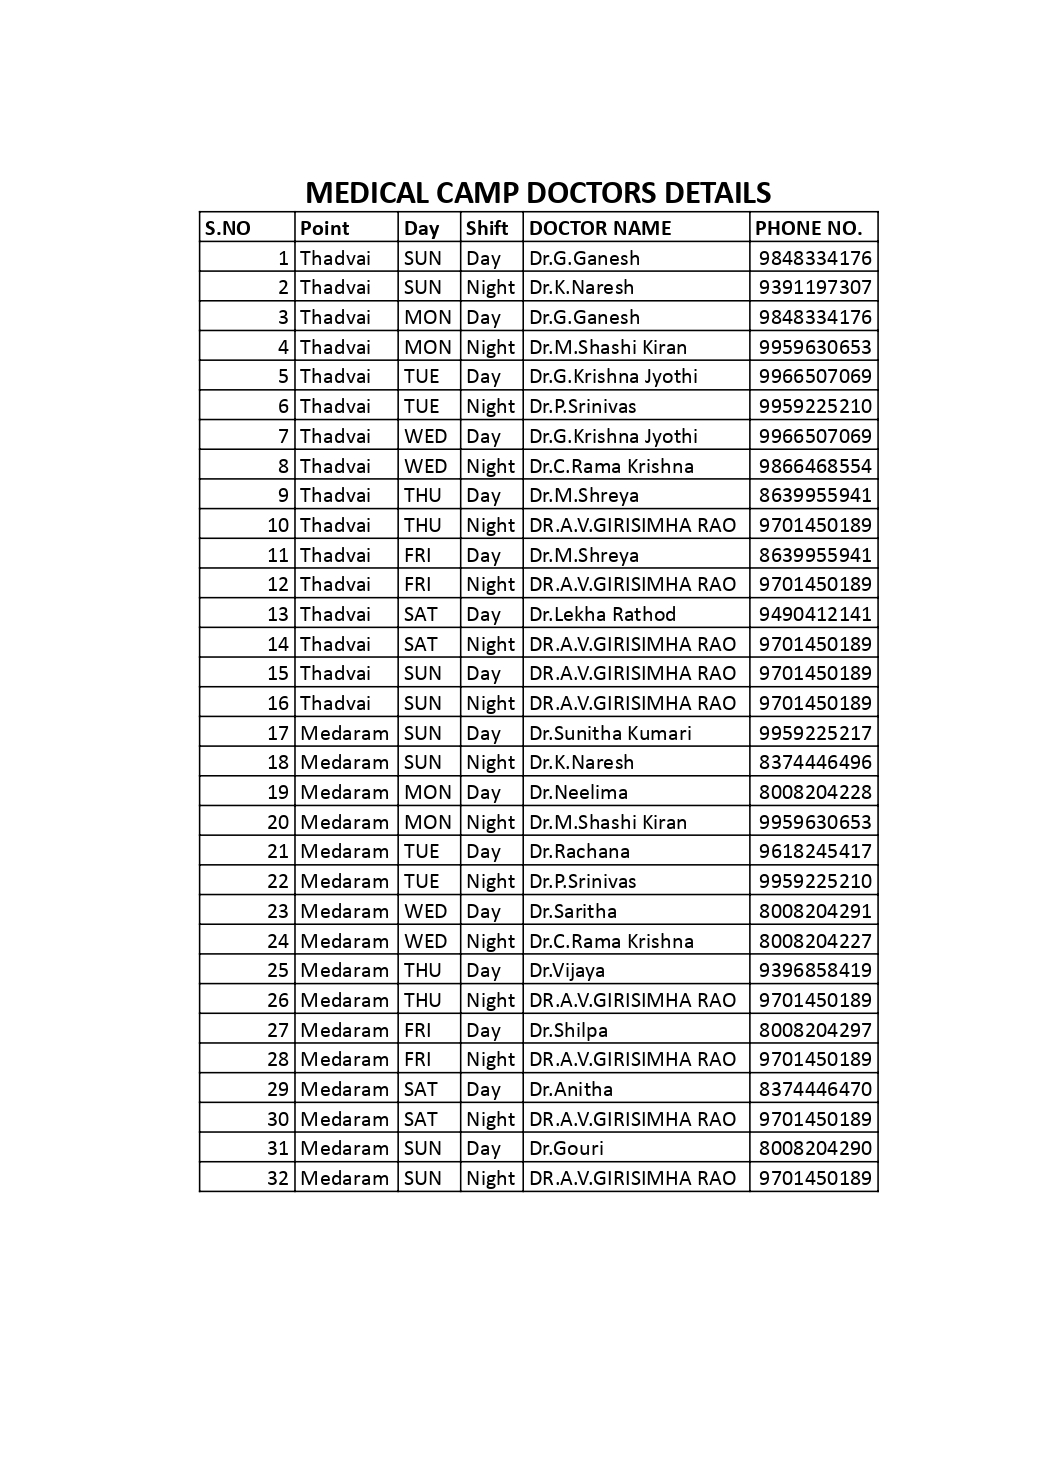 MEDICAL CAMP DOCTORS DETAILS
S.NO Point Day Shift DOCTOR NAME PHONE NO.
1 Thadvai SUN Day Dr.G.Ganesh 9848334176
2 Thadvai SUN Night Dr.K.Naresh 9391197307
3 Thadvai MON Day Dr.G.Ganesh 9848334176
4 Thadvai MON Night Dr.M.Shashi Kiran 9959630653
5 Thadvai TUE Day Dr.G.Krishna Jyothi 9966507069
6 Thadvai TUE Night Dr.P.Srinivas 9959225210
7 Thadvai WED Day Dr.G.Krishna Jyothi 9966507069
8 Thadvai WED Night Dr.C.Rama Krishna 9866468554
9 Thadvai THU Day Dr.M.Shreya 8639955941
10 Thadvai THU Night DR.A.V.GIRISIMHA RAO 9701450189
11 Thadvai FRI Day Dr.M.Shreya 8639955941
12 Thadvai FRI Night DR.A.V.GIRISIMHA RAO 9701450189
13 Thadvai SAT Day Dr.Lekha Rathod 9490412141
14 Thadvai SAT Night DR.A.V.GIRISIMHA RAO 9701450189
15 Thadvai SUN Day DR.A.V.GIRISIMHA RAO 9701450189
16 Thadvai SUN Night DR.A.V.GIRISIMHA RAO 9701450189
17 Medaram SUN Day Dr.Sunitha Kumari 9959225217
18 Medaram SUN Night Dr.K.Naresh 8374446496
19 Medaram MON Day Dr.Neelima 8008204228
20 Medaram MON Night Dr.M.Shashi Kiran 9959630653
21 Medaram TUE Day Dr.Rachana 9618245417
22 Medaram TUE Night Dr.P.Srinivas 9959225210
23 Medaram WED Day Dr.Saritha 8008204291
24 Medaram WED Night Dr.C.Rama Krishna 8008204227
25 Medaram THU Day Dr.Vijaya 9396858419
26 Medaram THU Night DR.A.V.GIRISIMHA RAO 9701450189
27 Medaram FRI Day Dr.Shilpa 8008204297
28 Medaram FRI Night DR.A.V.GIRISIMHA RAO 9701450189
29 Medaram SAT Day Dr.Anitha 8374446470
30 Medaram SAT Night DR.A.V.GIRISIMHA RAO 9701450189
31 Medaram SUN Day Dr.Gouri 8008204290
32 Medaram SUN Night DR.A.V.GIRISIMHA RAO 9701450189